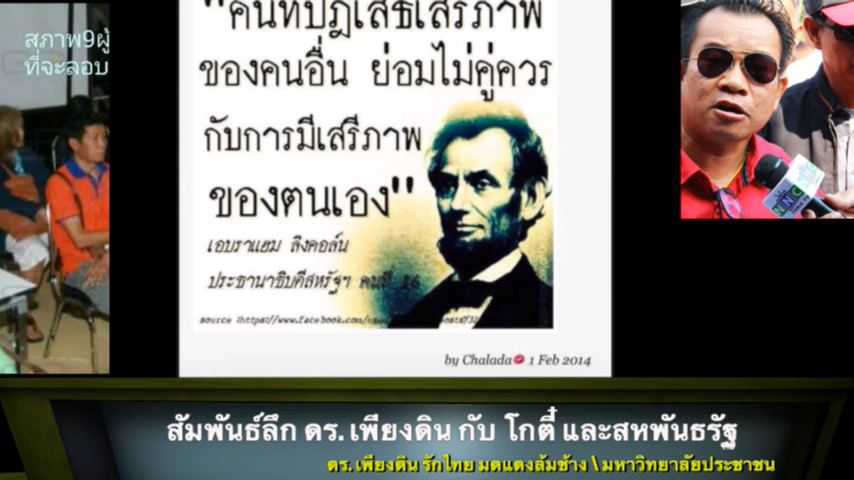 สภาพ9ผู้
ที่จะลอบ
"คนที่ปฏิเสธเสรีภาพ
ของคนอื่น ย่อมไม่คู่ควร
กับการมีเสรีภาพ
ของตนเอง"
เอบราแฮม ลิงคอล์น
ประธานาธิบดีสหรัฐฯ คนที่ 16
source :https://www.facebook.com/
by Chalada 1 Feb 2014
NNC
สัมพันธ์ลึก ดร. เพียงดิน กับ โกตี๋ และสหพันธรัฐ
ดร. เพียงดิน รักไทย มดแดงล้มช้าง \ มหาวิทยาลัยประชาชน